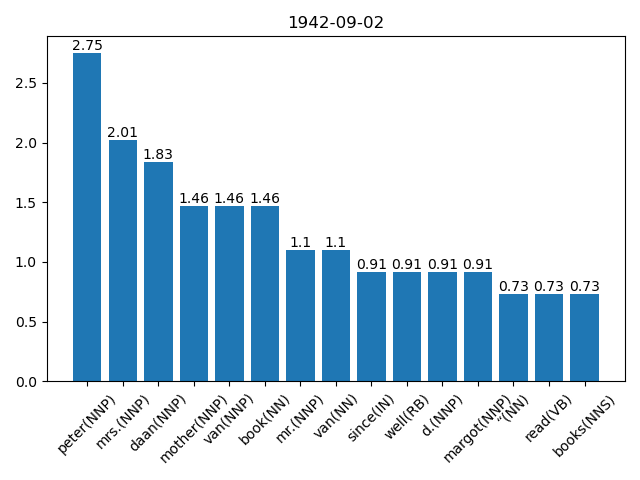 1942-09-02
2.75
2.01
1.83
1.46
1.46
1.46
1.1
1.1
0.91
0.91
0.91
0.91
0.73
0.73
0.73
2.5
2.0
1.5
1.0
0.5
0.0
peter(NNP)
mrs.(NNP)
daan(NNP)
mother(NNP)
van(NNP)
book(NN)
mr.(NNP)
van(NN)
since(IN)
well(RB)
d.(NNP)
margot(NNP)
“(NN)
read(VB)
books(NNS)